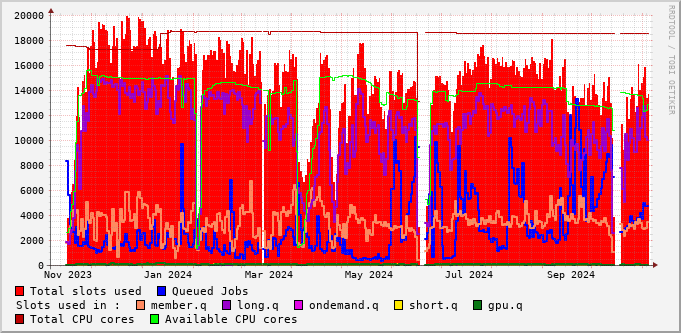 RRDTOOL / TOBI OETIKER
20000
18000
16000
14000
12000
10000
8000
6000
4000
2000
0
Nov 2023 Jan 2024 Mar 2024 May 2024 Jul 2024 Sep 2024
Total slots used Queued Jobs
Slots used in : member.q long.q ondemand.q short.q gpu.q
Total CPU cores Available CPU cores